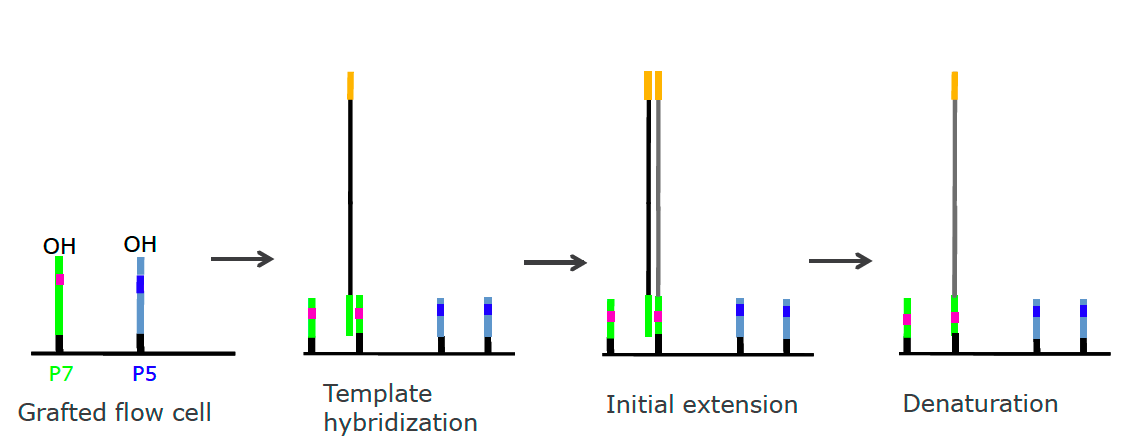 OH
OH
P7
P5
Grafted flow cell
Template
hybridization
Initial extension
Denaturation